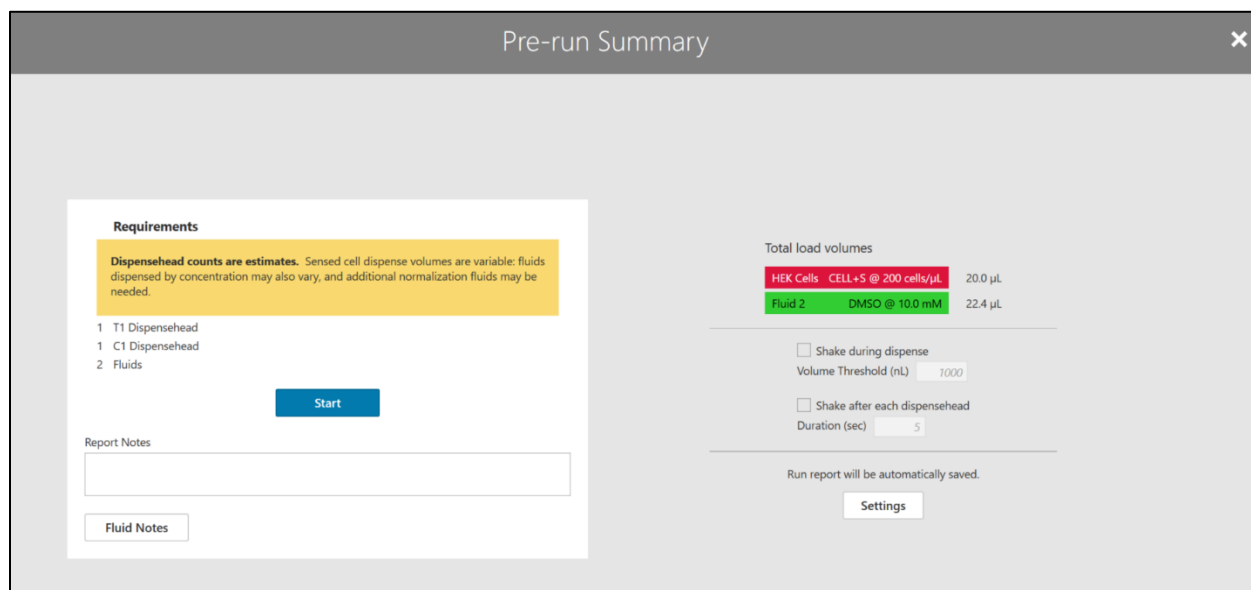 Pre-run Summary
Requirements
Dispensehead counts are estimates. Sensed cell dispense volumes are variable: fluids
dispensed by concentration may also vary, and additional normalization fluids may be
needed.
1 T1 Dispensehead
1 C1 Dispensehead
2 Fluids
Start
Report Notes
Fluid Notes
Total load volumes
HEK Cells CELL+S @ 200 cells/µL 20.0 µL
Fluid 2 DMSO @ 10.0 mM 22.4 µL
Shake during dispense
Volume Threshold (nL) 1000
Shake after each dispensehead
Duration (sec) 5
Run report will be automatically saved.
Settings